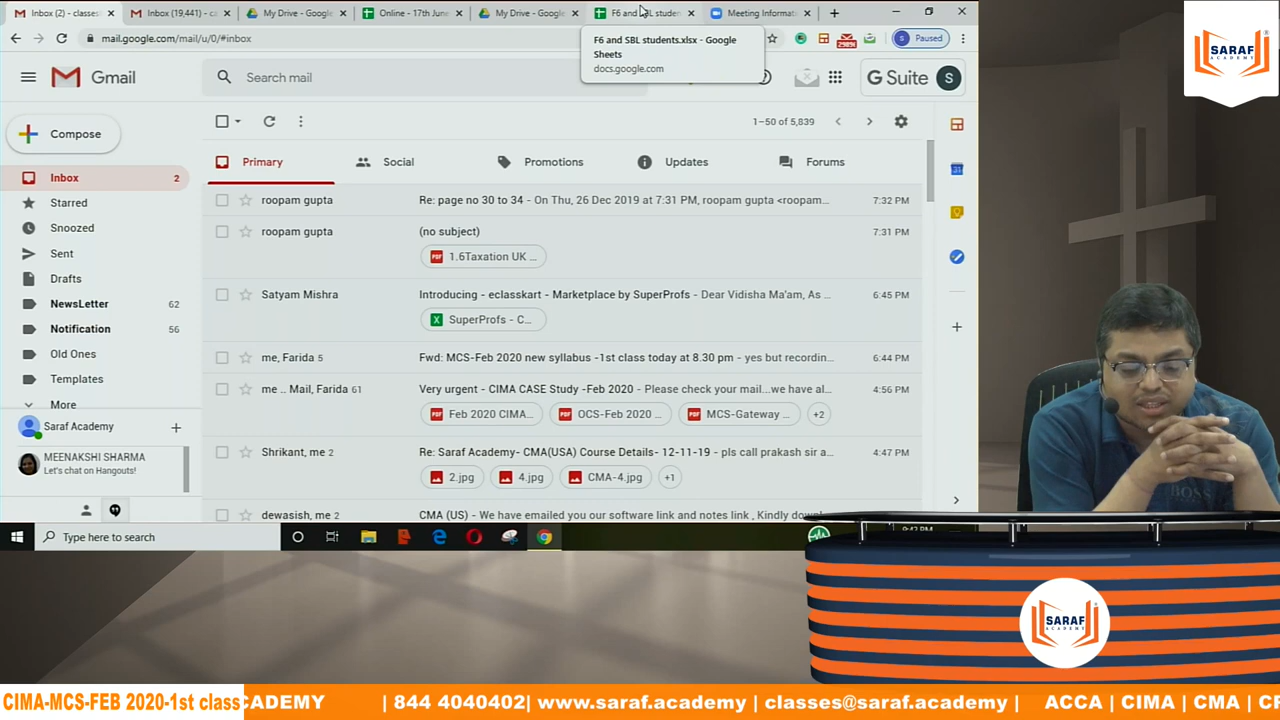 Inbox (2) - classes
Inbox (19,441) - ca
My Drive - Google
Online - 17th June
My Drive - Google
F6 and SBL studen
Meeting Informati
mail.google.com/mail/u/0/#inbox
F6 and SBL students.xlsx - Google
Sheets
docs.google.com
Paused
Gmail
Search mail
G Suite
S
Compose
1–50 of 5,839
Inbox 2
Starred
Snoozed
Sent
Drafts
NewsLetter 62
Notification 56
Old Ones
Templates
More
Saraf Academy
MEENAKSHI SHARMA
Let's chat on Hangouts!
Primary
Social
Promotions
Updates
Forums
roopam gupta Re: page no 30 to 34 - On Thu, 26 Dec 2019 at 7:31 PM, roopam gupta <roopam... 7:32 PM
roopam gupta (no subject) 7:31 PM
PDF 1.6Taxation UK ...
Satyam Mishra Introducing - eclasskart - Marketplace by SuperProfs - Dear Vidisha Ma'am, As ... 6:45 PM
X SuperProfs - C...
me, Farida 5 Fwd: MCS-Feb 2020 new syllabus -1st class today at 8.30 pm - yes but recordin... 6:44 PM
me .. Mail, Farida 61 Very urgent - CIMA CASE Study -Feb 2020 - Please check your mail...we have al... 4:56 PM
PDF Feb 2020 CIMA... PDF OCS-Feb 2020 ... PDF MCS-Gateway ... +2
Shrikant, me 2 Re: Saraf Academy- CMA(USA) Course Details- 12-11-19 - pls call prakash sir a... 4:47 PM
2.jpg 4.jpg CMA-4.jpg +1
dewasish, me 2 CMA (US) - We have emailed you our software link and notes link , Kindly downl...
Type here to search
SARAF
ACADEMY
BOSS
SARAF
ACADEMY
CIMA-MCS-FEB 2020-1st class
CADEMY | 844 4040402| www.saraf.academy | classes@saraf.academy | ACCA | CIMA | CMA |